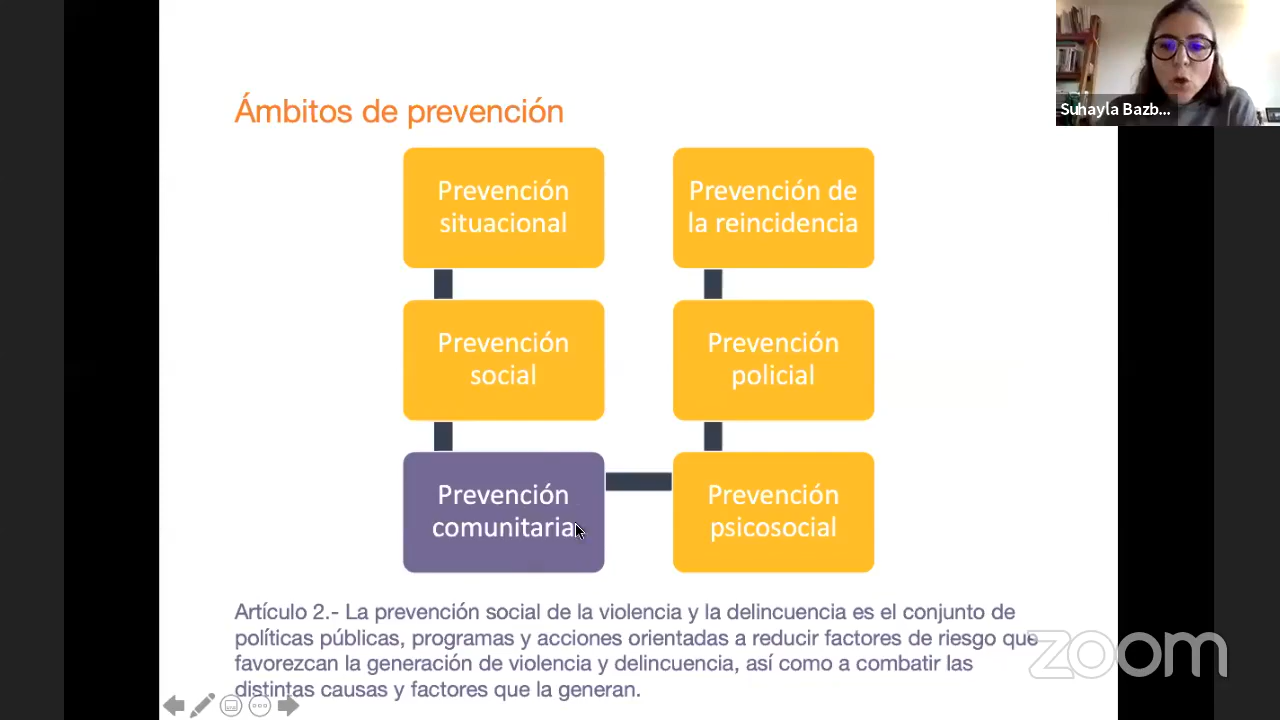 Suhayla Bazb...
Ámbitos de prevención
Prevención
situacional
Prevención
social
Prevención
comunitaria
Prevención
psicosocial
Prevención
policial
Prevención de
la reincidencia
Artículo 2.- La prevención social de la violencia y la delincuencia es el conjunto de
políticas públicas, programas y acciones orientadas a reducir factores de riesgo que
favorezcan la generación de violencia y delincuencia, así como a combatir las
distintas causas y factores que la generan.
zoom